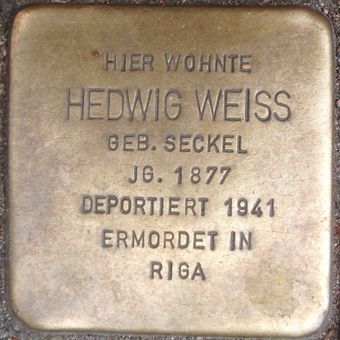 HIER WOHNTE
HEDWIG WEISS
GEB. SECKEL
JG. 1877
DEPORTIERT 1941
ERMORDET IN
RIGA